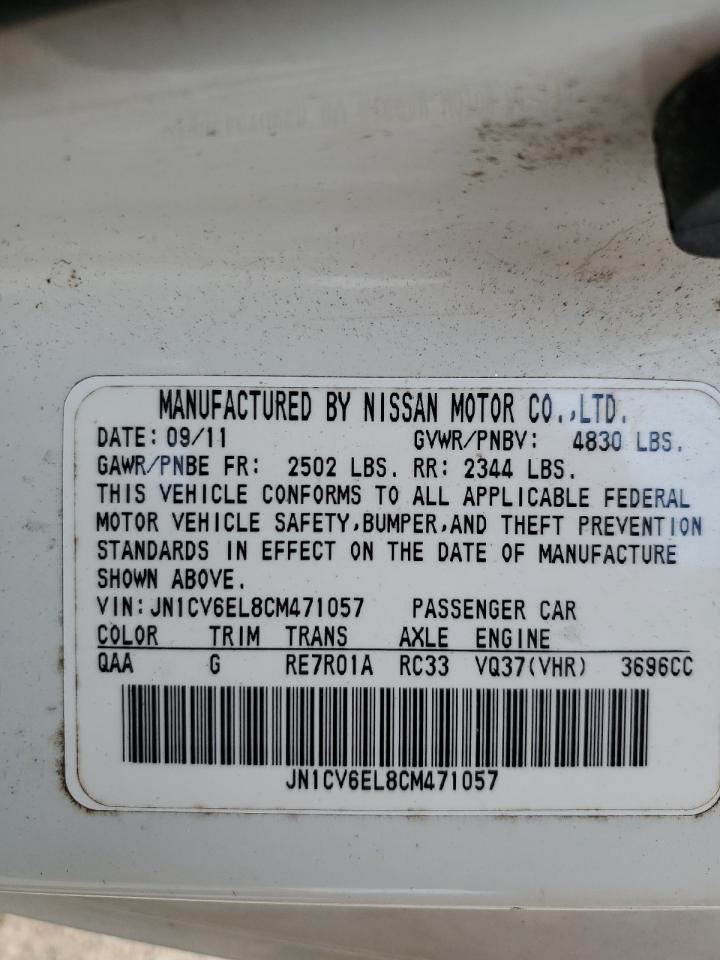 MANUFACTURED BY NISSAN MOTOR CO.,LTD.
DATE: 09/11 GVWR/PNBV: 4830 LBS.
GAWR/PNBE FR: 2502 LBS. RR: 2344 LBS.
THIS VEHICLE CONFORMS TO ALL APPLICABLE FEDERAL
MOTOR VEHICLE SAFETY,BUMPER,AND THEFT PREVENTION
STANDARDS IN EFFECT ON THE DATE OF MANUFACTURE
SHOWN ABOVE.
VIN: JN1CV6EL8CM471057 PASSENGER CAR
COLOR TRIM TRANS AXLE ENGINE
QAA G RE7R01A RC33 VQ37(VHR) 3696CC
JN1CV6EL8CM471057